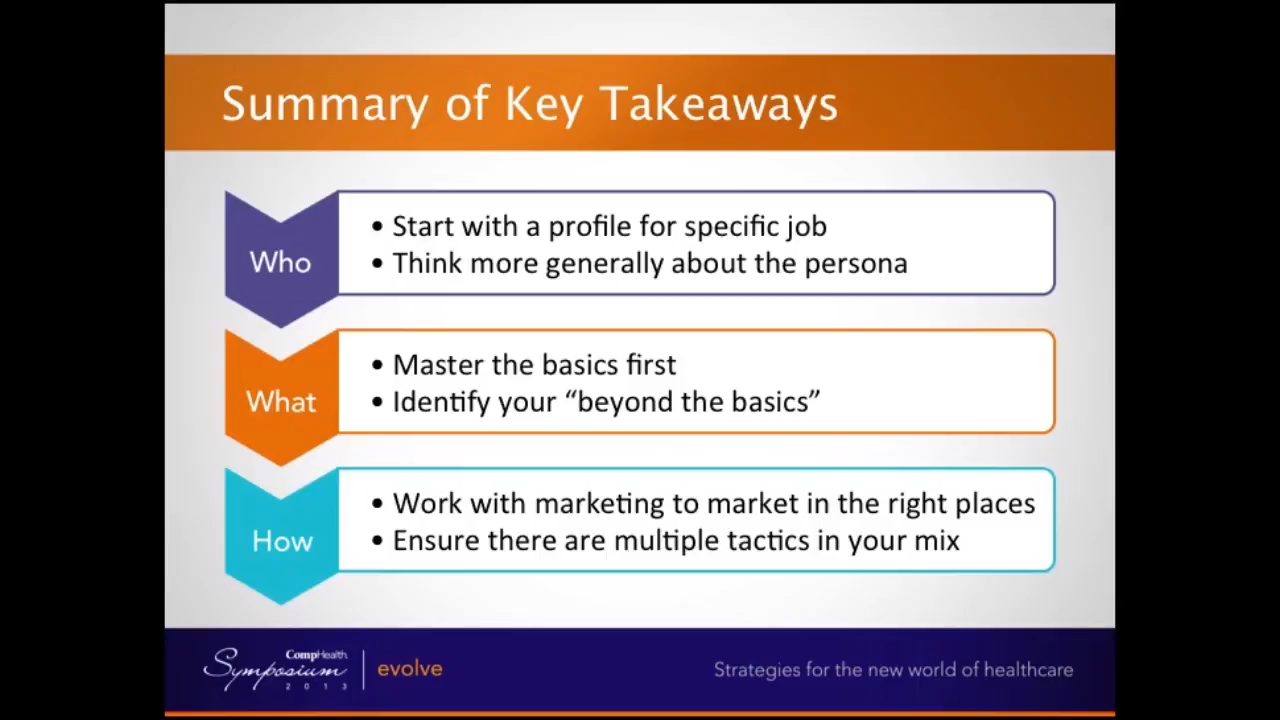 Summary of Key Takeaways
Who
• Start with a profile for specific job
• Think more generally about the persona
What
• Master the basics first
• Identify your “beyond the basics”
How
• Work with marketing to market in the right places
• Ensure there are multiple tactics in your mix
CompHealth
Symposium
2013
evolve
Strategies for the new world of healthcare